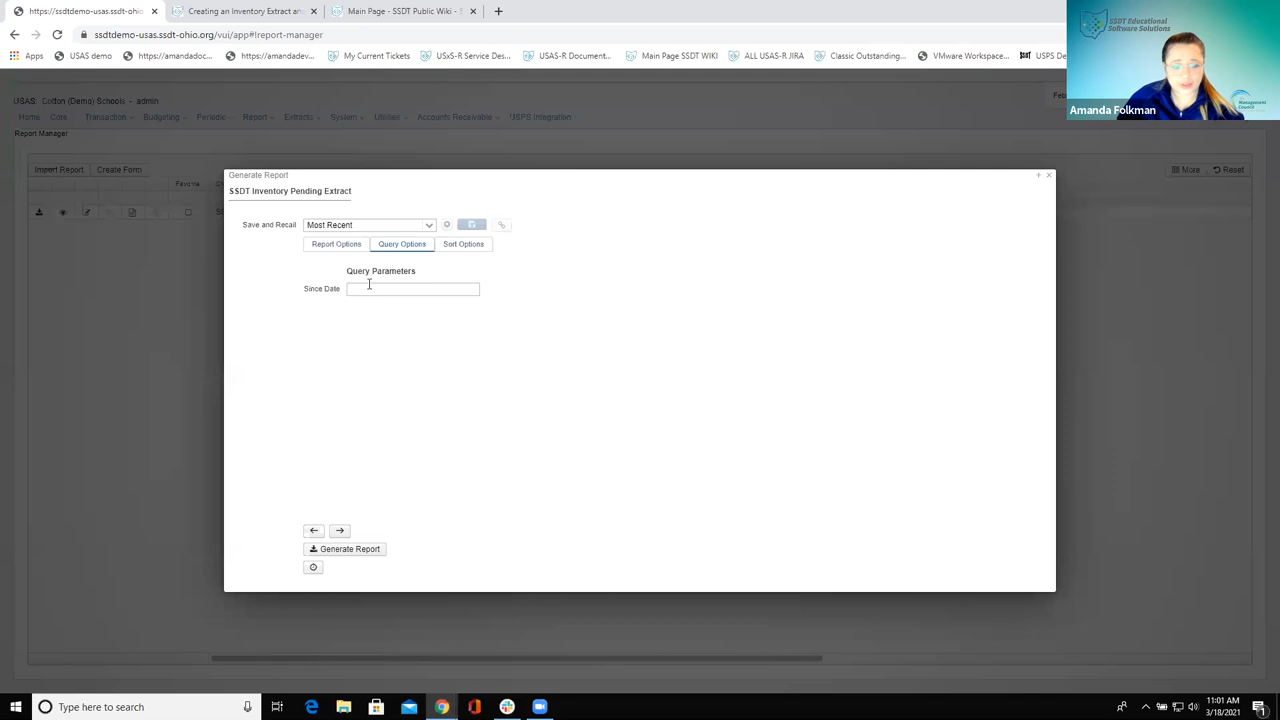 https://ssdtdemo-usas.ssdt-ohio
Creating an Inventory Extract and
Main Page - SSDT Public Wiki - S
ssdtdemo-usas.ssdt-ohio.org/vui/app#!report-manager
Apps
USAS demo
https://amandadoc...
https://amandadev...
My Current Tickets
USxS-R Service Des...
USAS-R Document...
Main Page SSDT WIKI
ALL USAS-R JIRA
Classic Outstanding...
VMware Workspace...
USPS De
SSDT Educational
Software Solutions
Management
Council
Amanda Folkman
USAS: Cotton (Demo) Schools - admin
Home
Core
Transaction
Budgeting
Periodic
Report
Extracts
System
Accounts Receivable
USPS Integration
Report Manager
Import Report
Create Form
More
Reset
Favorite
Generate Report
SSDT Inventory Pending Extract
Save and Recall
Most Recent
Report Options
Query Options
Sort Options
Query Parameters
Since Date
Generate Report
Type here to search
11:01 AM
3/18/2021
1